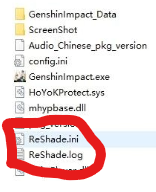 GenshinImpact_Data
ScreenShot
Audio_Chinese_pkg_version
config.ini
GenshinImpact.exe
HoYoKProtect.sys
mhypbase.dll
ReShade.ini
ReShade.log